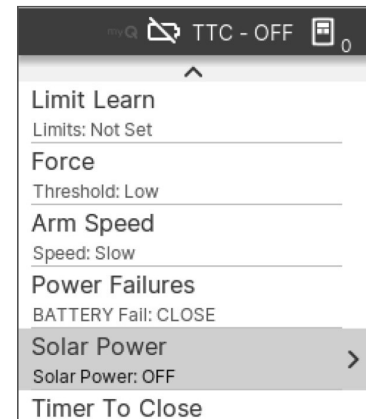 myQ TTC - OFF 0
Limit Learn
Limits: Not Set
Force
Threshold: Low
Arm Speed
Speed: Slow
Power Failures
BATTERY Fail: CLOSE
Solar Power
Solar Power: OFF
Timer To Close